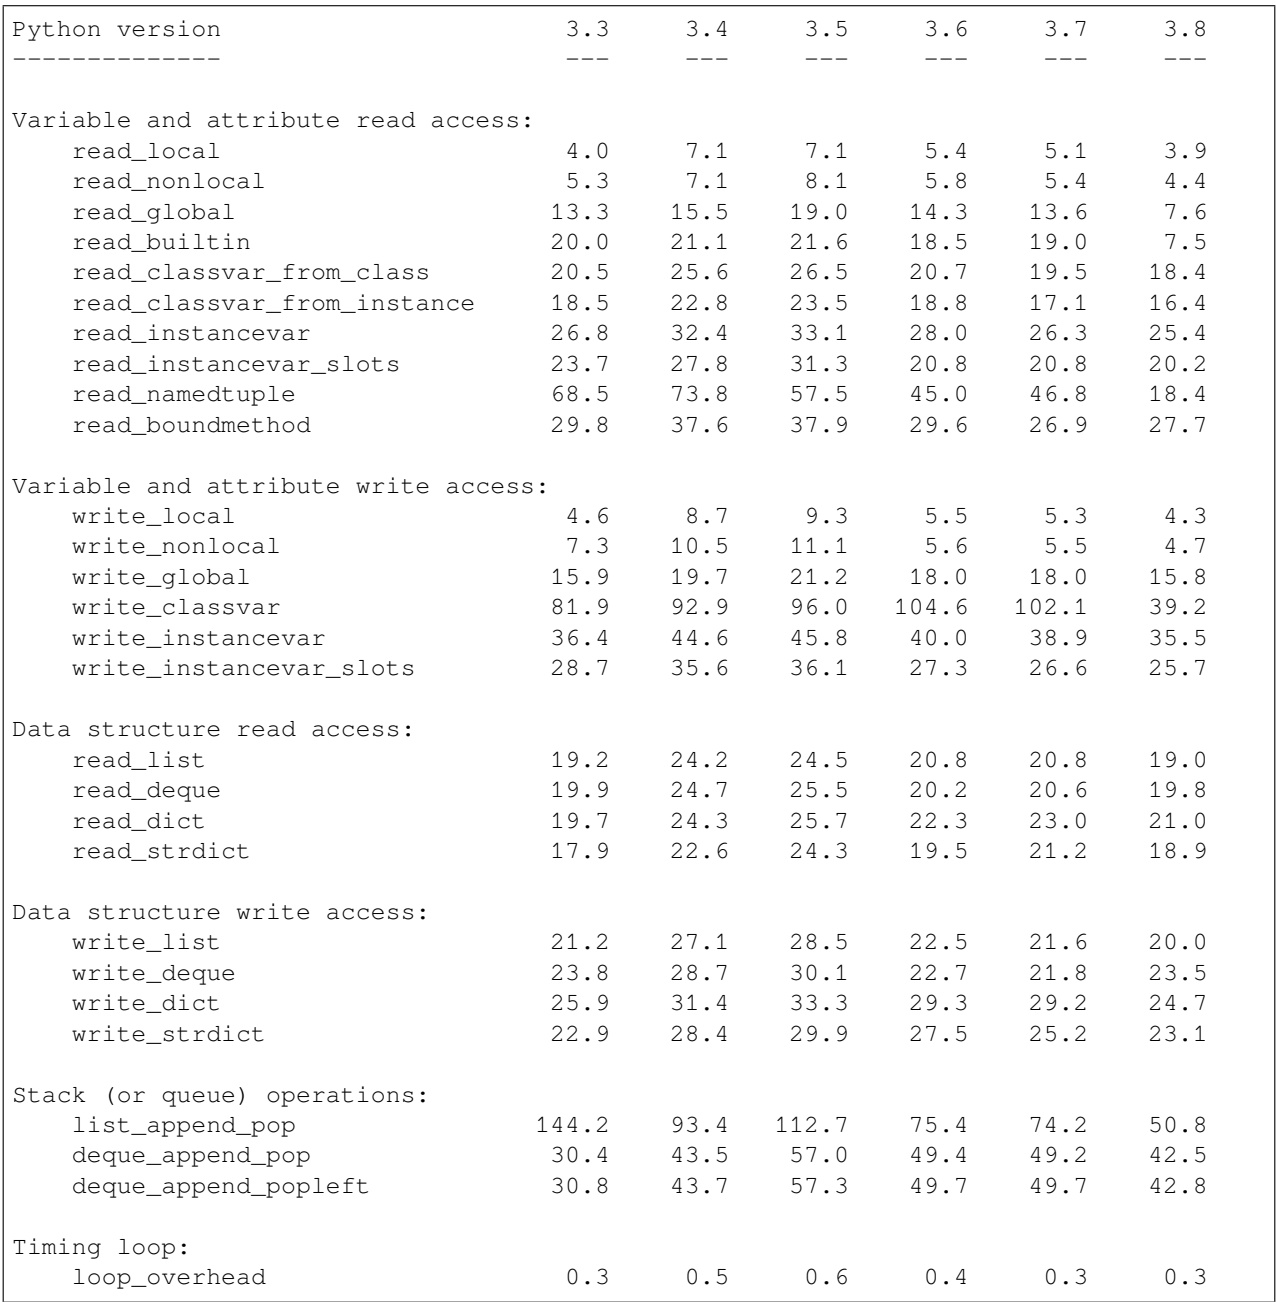 Python version                       3.3     3.4     3.5     3.6     3.7     3.8
--------------                       ---     ---     ---     ---     ---     ---
Variable and attribute read access:
    read_local                       4.0     7.1     7.1     5.4     5.1     3.9
    read_nonlocal                    5.3     7.1     8.1     5.8     5.4     4.4
    read_global                     13.3    15.5    19.0    14.3    13.6     7.6
    read_builtin                    20.0    21.1    21.6    18.5    19.0     7.5
    read_classvar_from_class        20.5    25.6    26.5    20.7    19.5    18.4
    read_classvar_from_instance     18.5    22.8    23.5    18.8    17.1    16.4
    read_instancevar                26.8    32.4    33.1    28.0    26.3    25.4
    read_instancevar_slots          23.7    27.8    31.3    20.8    20.8    20.2
    read_namedtuple                 68.5    73.8    57.5    45.0    46.8    18.4
    read_boundmethod                29.8    37.6    37.9    29.6    26.9    27.7
Variable and attribute write access:
    write_local                      4.6     8.7     9.3     5.5     5.3     4.3
    write_nonlocal                   7.3    10.5    11.1     5.6     5.5     4.7
    write_global                    15.9    19.7    21.2    18.0    18.0    15.8
    write_classvar                  81.9    92.9    96.0   104.6   102.1    39.2
    write_instancevar               36.4    44.6    45.8    40.0    38.9    35.5
    write_instancevar_slots         28.7    35.6    36.1    27.3    26.6    25.7
Data structure read access:
    read_list                       19.2    24.2    24.5    20.8    20.8    19.0
    read_deque                      19.9    24.7    25.5    20.2    20.6    19.8
    read_dict                       19.7    24.3    25.7    22.3    23.0    21.0
    read_strdict                    17.9    22.6    24.3    19.5    21.2    18.9
Data structure write access:
    write_list                      21.2    27.1    28.5    22.5    21.6    20.0
    write_deque                     23.8    28.7    30.1    22.7    21.8    23.5
    write_dict                      25.9    31.4    33.3    29.3    29.2    24.7
    write_strdict                   22.9    28.4    29.9    27.5    25.2    23.1
Stack (or queue) operations:
    list_append_pop                144.2    93.4   112.7    75.4    74.2    50.8
    deque_append_pop                30.4    43.5    57.0    49.4    49.2    42.5
    deque_append_popleft            30.8    43.7    57.3    49.7    49.7    42.8
Timing loop:
    loop_overhead                    0.3     0.5     0.6     0.4     0.3     0.3